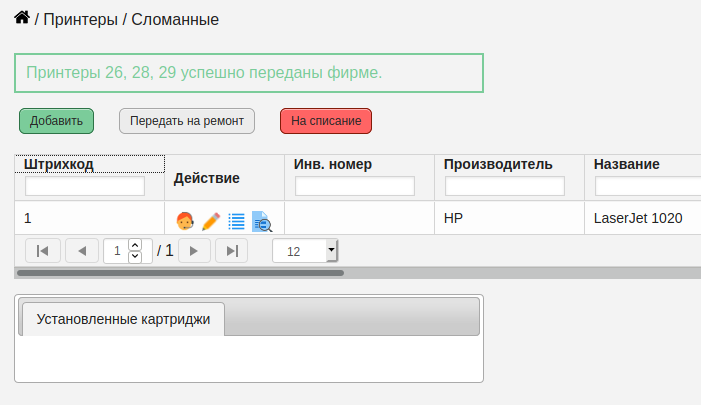 / Принтеры / Сломанные
Принтеры 26, 28, 29 успешно переданы фирме.
Добавить Передать на ремонт На списание
Штрихкод Действие Инв. номер Производитель Название
1 HP LaserJet 1020
1 / 1 12
Установленные картриджи